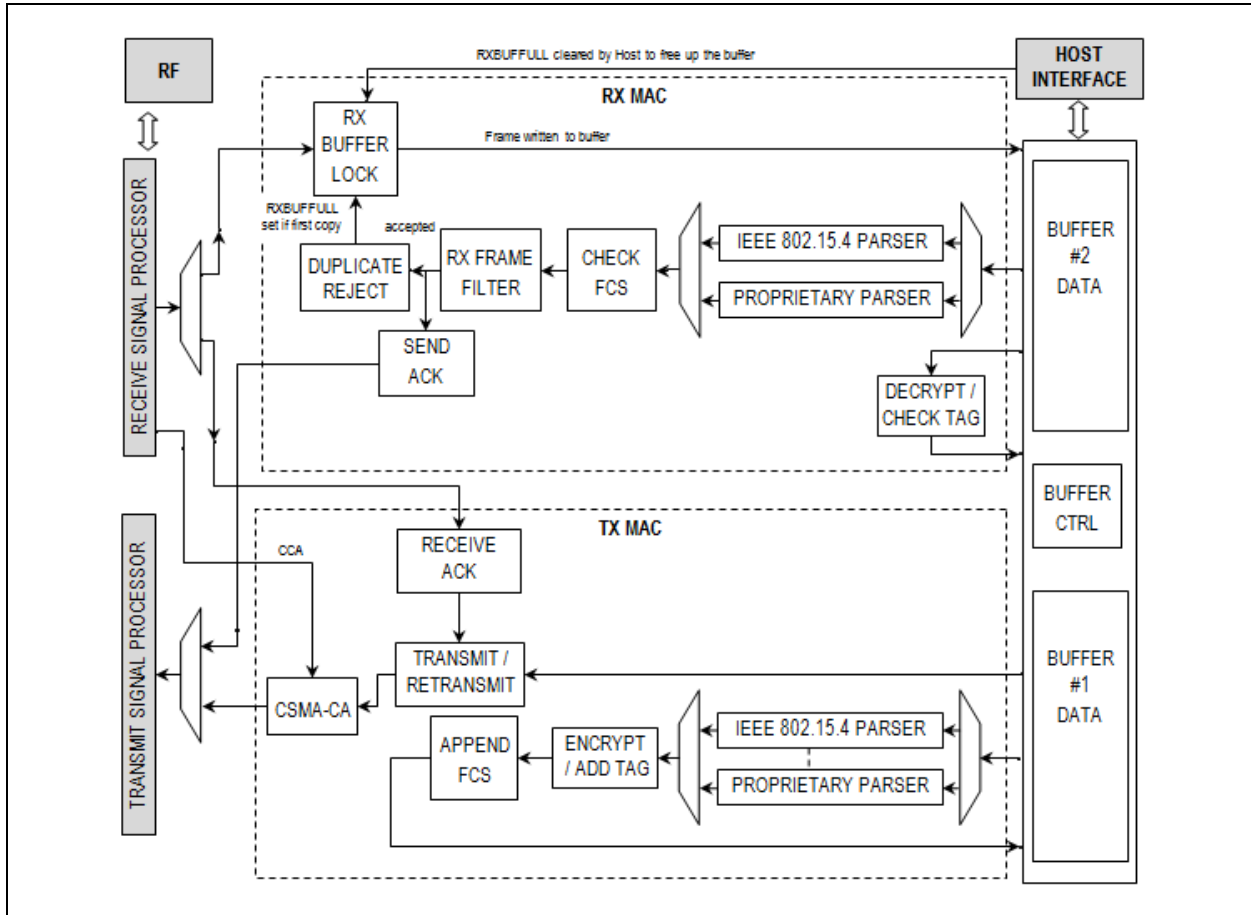 RXBUFFULL cleared by Host to free up the buffer
RF
HOST
INTERFACE
RX MAC
RX
BUFFER
LOCK
Frame written to buffer
RECEIVE SIGNAL PROCESSOR
RXBUFFULL
set if first copy
accepted
DUPLICATE
REJECT
RX FRAME
FILTER
CHECK
FCS
IEEE 802.15.4 PARSER
PROPRIETARY PARSER
BUFFER
#2
DATA
SEND
ACK
DECRYPT /
CHECK TAG
BUFFER
CTRL
TX MAC
TRANSMIT SIGNAL PROCESSOR
CCA
RECEIVE
ACK
TRANSMIT /
RETRANSMIT
CSMA-CA
BUFFER
#1
DATA
APPEND
FCS
ENCRYPT
/ ADD TAG
IEEE 802.15.4 PARSER
PROPRIETARY PARSER